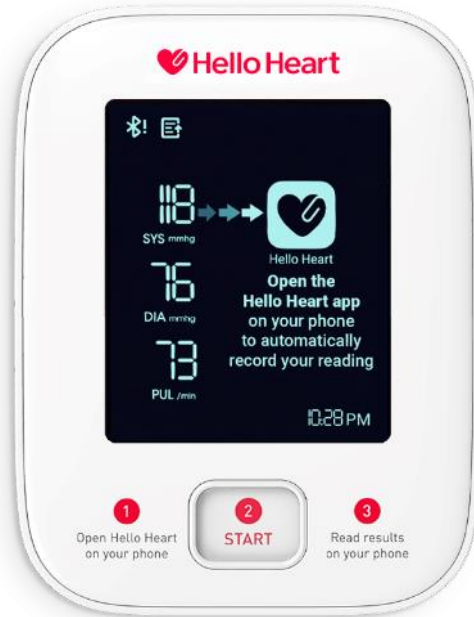 Hello Heart
118
SYS mmhg
76
DIA mmhg
73
PUL /min
Hello Heart
Open the
Hello Heart app
on your phone
to automatically
record your reading
10:28 PM
1
Open Hello Heart
on your phone
2
START
3
Read results
on your phone